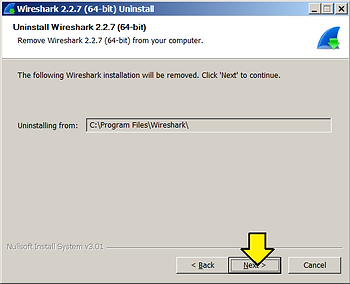 Wireshark 2.2.7 (64-bit) Uninstall
Uninstall Wireshark 2.2.7 (64-bit)
Remove Wireshark 2.2.7 (64-bit) from your computer.
The following Wireshark installation will be removed. Click 'Next' to continue.
Uninstalling from: C:\Program Files\Wireshark\
Nullsoft Install System v3.01
< Back Next > Cancel